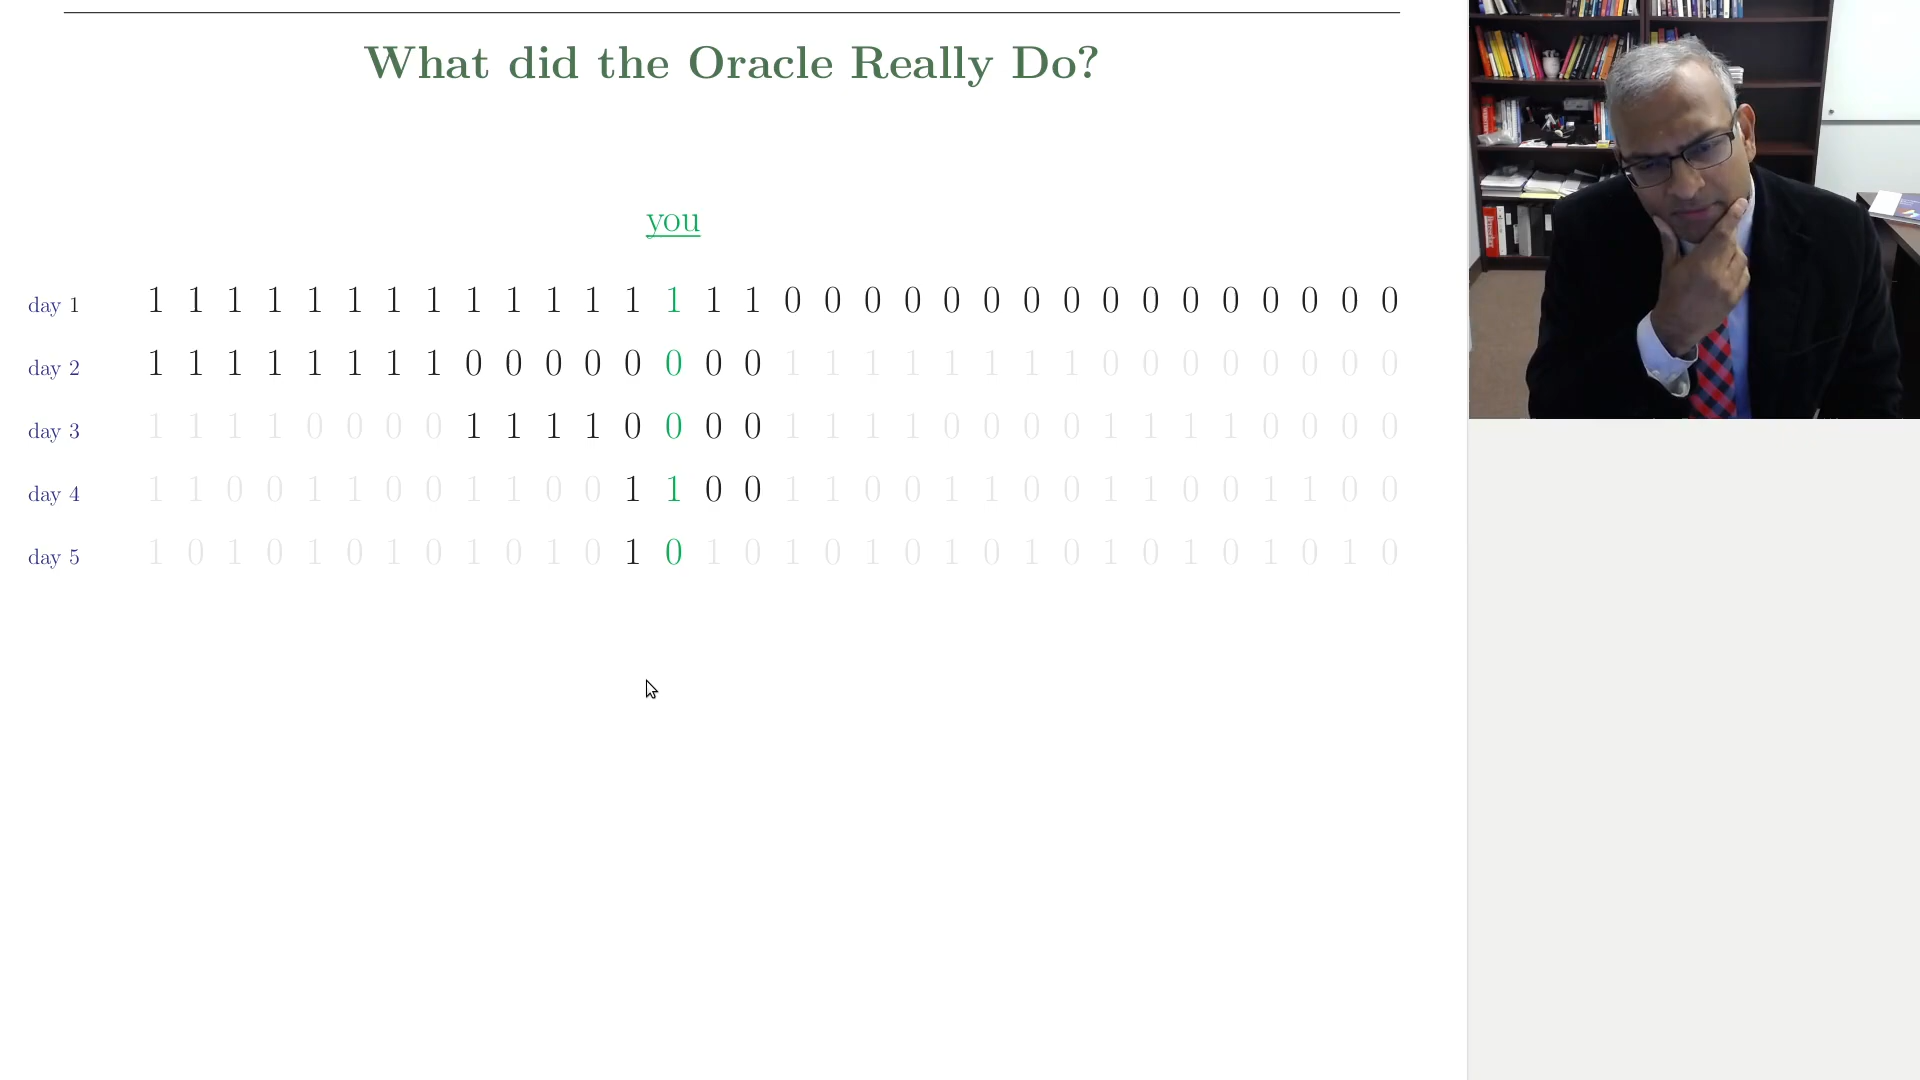 What did the Oracle Really Do?
you
day 1 1 1 1 1 1 1 1 1 1 1 1 1 1 1 1 1 0 0 0 0 0 0 0 0 0 0 0 0 0 0 0 0
day 2 1 1 1 1 1 1 1 1 0 0 0 0 0 0 0 0 1 1 1 1 1 1 1 1 0 0 0 0 0 0 0 0
day 3 1 1 1 1 0 0 0 0 1 1 1 1 0 0 0 0 1 1 1 1 0 0 0 0 1 1 1 1 0 0 0 0
day 4 1 1 0 0 1 1 0 0 1 1 0 0 1 1 0 0 1 1 0 0 1 1 0 0 1 1 0 0 1 1 0 0
day 5 1 0 1 0 1 0 1 0 1 0 1 0 1 0 1 0 1 0 1 0 1 0 1 0 1 0 1 0 1 0 1 0